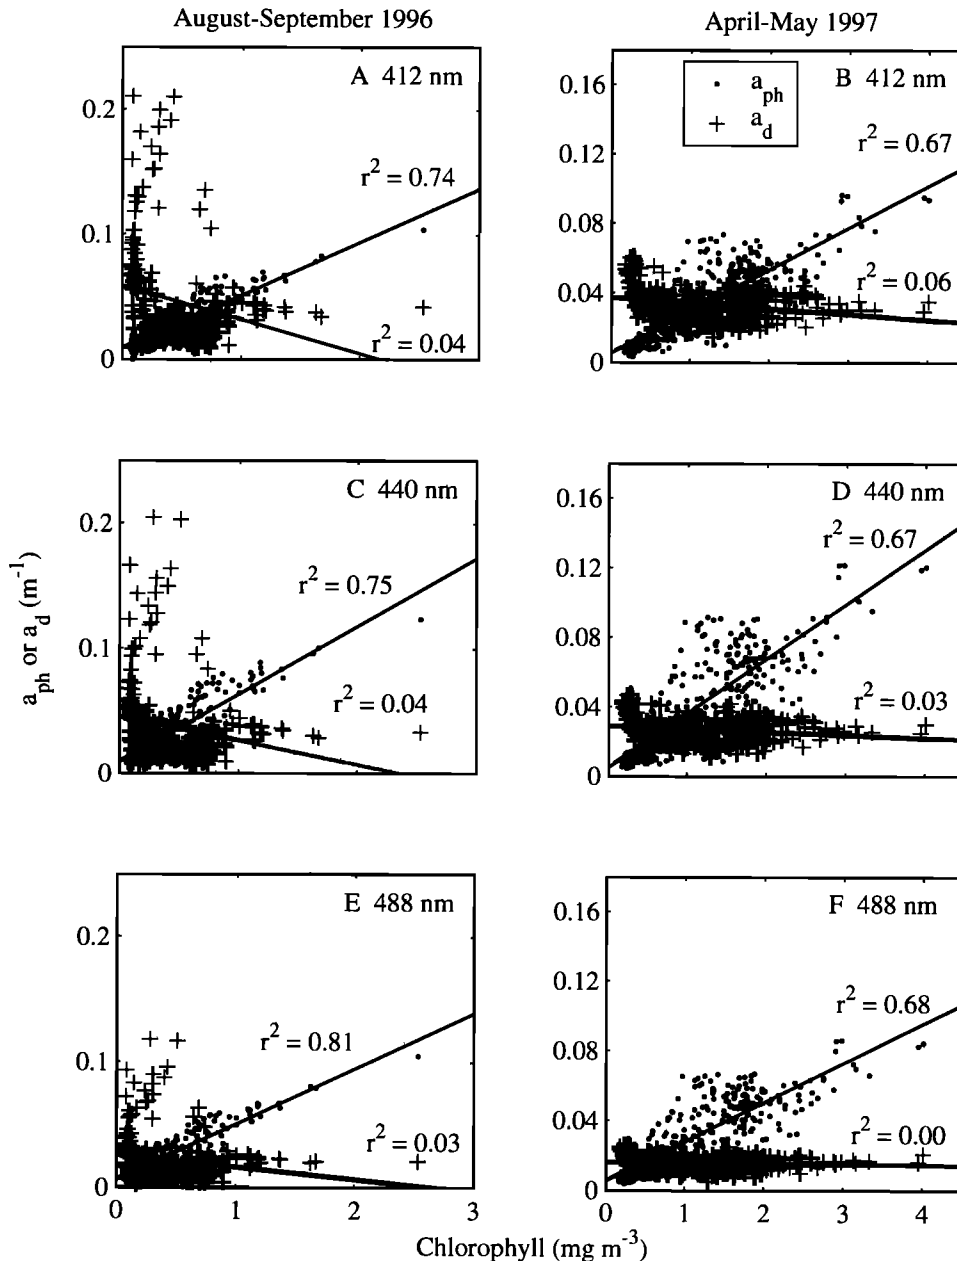 August-September 1996
April-May 1997
A 412 nm
0.2
0.1
0
r² = 0.74
r² = 0.04
B 412 nm
a_ph
a_d
0.16
0.12
0.08
0.04
0
r² = 0.67
r² = 0.06
C 440 nm
0.2
0.1
0
r² = 0.75
r² = 0.04
D 440 nm
0.16
0.12
0.08
0.04
0
r² = 0.67
r² = 0.03
a_ph or a_d (m⁻¹)
E 488 nm
0.2
0.1
0
r² = 0.81
r² = 0.03
0 1 2 3
F 488 nm
0.16
0.12
0.08
0.04
0
r² = 0.68
r² = 0.00
0 1 2 3 4
Chlorophyll (mg m⁻³)